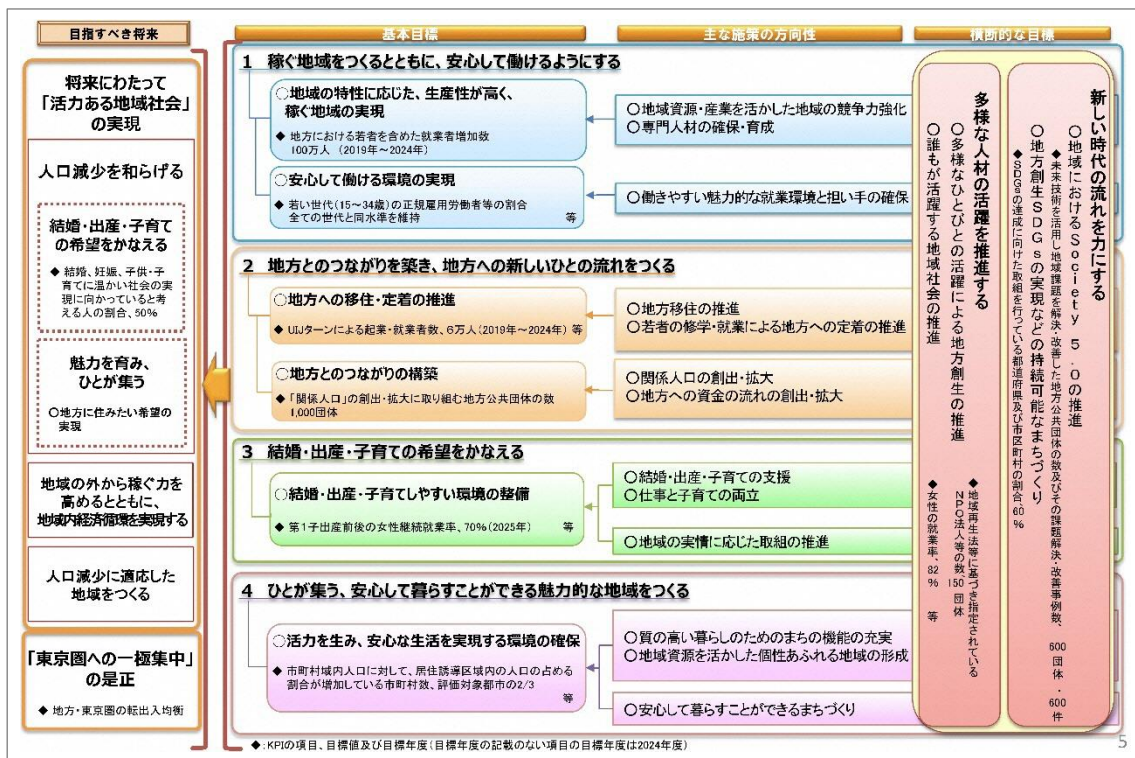 目指すべき将来
将来にわたって
「活力ある地域社会」
の実現
人口減少を和らげる
結婚・出産・子育て
の希望をかなえる
◆ 結婚、妊娠、子供・子
育てに温かい社会の実
現に向かっていると考
える人の割合、50%
魅力を育み、
ひとが集う
○地方に住みたい希望の
実現
地域の外から稼ぐ力を
高めるとともに、
地域内経済循環を実現する
人口減少に適応した
地域をつくる
「東京圏への一極集中」
の是正
◆ 地方・東京圏の転出入均衡
基本目標
主な施策の方向性
横断的な目標
1 稼ぐ地域をつくるとともに、安心して働けるようにする
○地域の特性に応じた、生産性が高く、
稼ぐ地域の実現
◆ 地方における若者を含めた就業者増加数
100万人 (2019年~2024年)
○地域資源・産業を活かした地域の競争力強化
○専門人材の確保・育成
○安心して働ける環境の実現
◆ 若い世代(15~34歳)の正規雇用労働者等の割合
全ての世代と同水準を維持 等
○働きやすい魅力的な就業環境と担い手の確保
2 地方とのつながりを築き、地方への新しいひとの流れをつくる
○地方への移住・定着の推進
◆ UIJターンによる起業・就業者数、6万人(2019年~2024年) 等
○地方移住の推進
○若者の修学・就業による地方への定着の推進
○地方とのつながりの構築
◆ 「関係人口」の創出・拡大に取り組む地方公共団体の数
1,000団体
○関係人口の創出・拡大
○地方への資金の流れの創出・拡大
3 結婚・出産・子育ての希望をかなえる
○結婚・出産・子育てしやすい環境の整備
◆ 第1子出産前後の女性継続就業率、70%(2025年) 等
○結婚・出産・子育ての支援
○仕事と子育ての両立
○地域の実情に応じた取組の推進
4 ひとが集う、安心して暮らすことができる魅力的な地域をつくる
○活力を生み、安心な生活を実現する環境の確保
◆ 市町村域内人口に対して、居住誘導区域内の人口の占める
割合が増加している市町村数、評価対象都市の2/3
等
○質の高い暮らしのためのまちの機能の充実
○地域資源を活かした個性あふれる地域の形成
○安心して暮らすことができるまちづくり
新しい時代の流れを力にする
○地域におけるSociety 5.0の推進
◆未来技術を活用し地域課題を解決・改善した地方公共団体の数及びその課題解決・改善事例数、600団体・600件
○地方創生SDGsの実現などの持続可能なまちづくり
◆SDGsの達成に向けた取組を行っている都道府県及び市区町村の割合、60%
多様な人材の活躍を推進する
○多様なひとびとの活躍による地方創生の推進
◆地域再生法等に基づき指定されている
NPO法人等の数、150団体
○誰もが活躍する地域社会の推進
◆女性の就業率、82% 等
◆:KPIの項目、目標値及び目標年度(目標年度の記載のない項目の目標年度は2024年度)
5